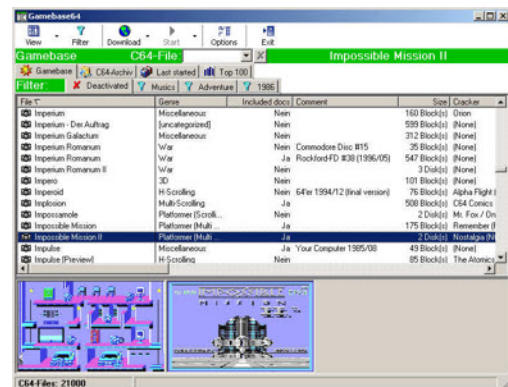 Gamebase64
View Filter Download Start Options Exit
Gamebase C64-File: Impossible Mission II
Gamebase C64-Archiv Last started Top 100
Filter: Deactivated Musics Adventure 1986
File Genre Included docs Comment Size Cracker
Imperium Miscellaneous Nein 160 Block(s) Orion
Imperium - Der Auftrag [uncategorized] Nein 599 Block(s) (None)
Imperium Galactum Miscellaneous Nein 312 Block(s) (None)
Imperium Romanum War Nein Commodore Disc #15 35 Block(s) (None)
Imperium Romanum War Ja Rockford-FD #38 (1996/05) 547 Block(s) (None)
Imperium Romanum II War Nein 3 Disk(s) (None)
Impero 3D Nein 101 Block(s) (None)
Imperoid H-Scrolling Nein 64'er 1994/12 (final version) 76 Block(s) Alpha Flight
Implosion Multi-Scrolling Ja 508 Block(s) C64 Comics
Impossamole Platformer (Scrolli... Nein 2 Disk(s) Mr. Fox / On
Impossible Mission Platformer (Multi ... Ja 175 Block(s) Remember (
Impossible Mission II Platformer (Multi ... Ja 2 Disk(s) Nostalgia (N
Impulse Miscellaneous Ja Your Computer 1985/08 49 Block(s) (None)
Impulse [Preview] H-Scrolling Nein 85 Block(s) The Atomics
C64-Files: 21000